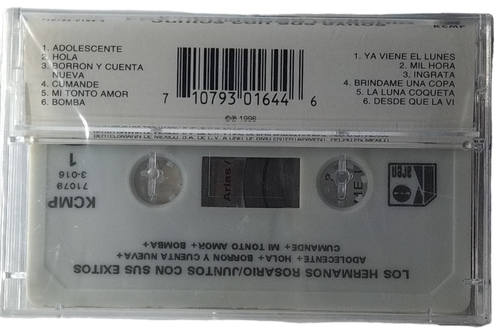 KCMP
1. ADOLESCENTE
2. HOLA
3. BORRON Y CUENTA
NUEVA
4. CUMANDE
5. MI TONTO AMOR
6. BOMBA
1. YA VIENE EL LUNES
2. MIL HORA
3. INGRATA
4. BRINDAME UNA COPA
5. LA LUNA COQUETA
6. DESDE QUE LA VI
7 10793 01644 6
℗© 1996
1
71079
3-016
KCMP
Arias /
LOS HERMANOS ROSARIO/JUNTOS CON SUS EXITOS
ADOLECENTE + HOLA+ BORRON Y CUENTA NUEVA+
CUMANDE+ MI TONTO AMOR+ BOMBA+